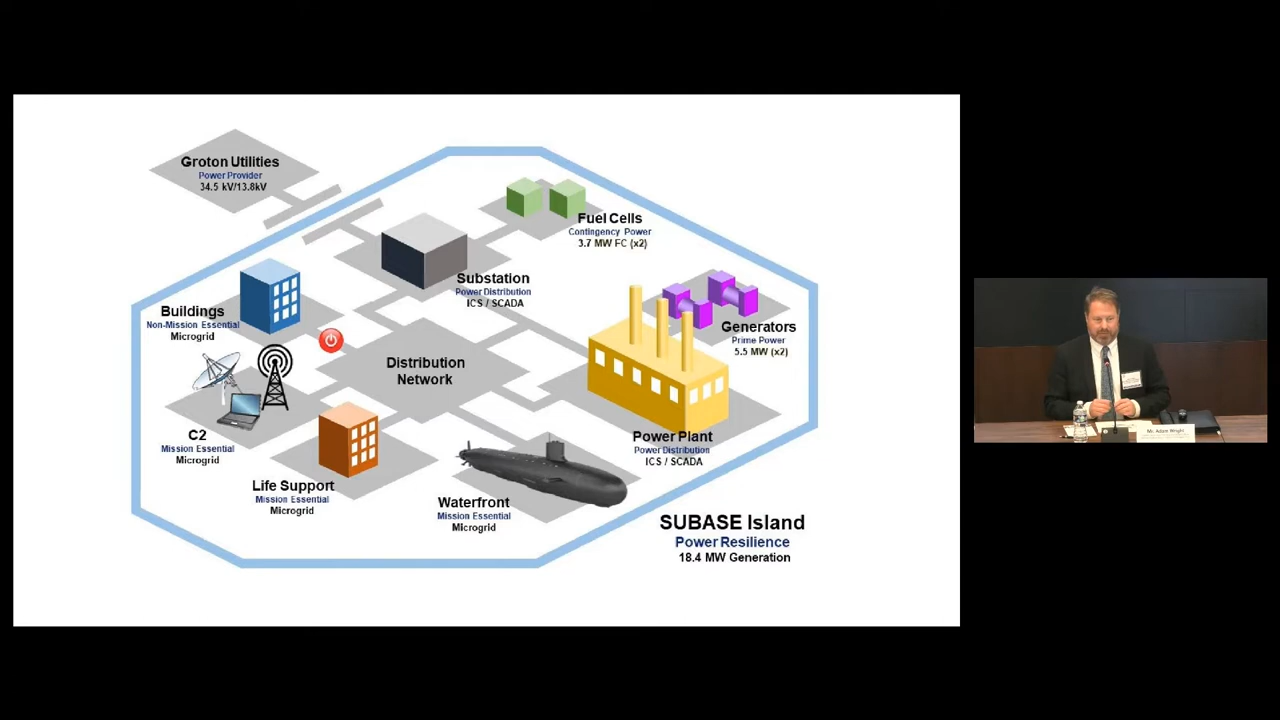 Groton Utilities
Power Provider
34.5 kV/13.8kV
Fuel Cells
Contingency Power
3.7 MW FC (x2)
Substation
Power Distribution
ICS / SCADA
Buildings
Non-Mission Essential
Microgrid
Generators
Prime Power
5.5 MW (x2)
Distribution
Network
C2
Mission Essential
Microgrid
Power Plant
Power Distribution
ICS / SCADA
Life Support
Mission Essential
Microgrid
Waterfront
Mission Essential
Microgrid
SUBASE Island
Power Resilience
18.4 MW Generation
Mr. Adam Wright